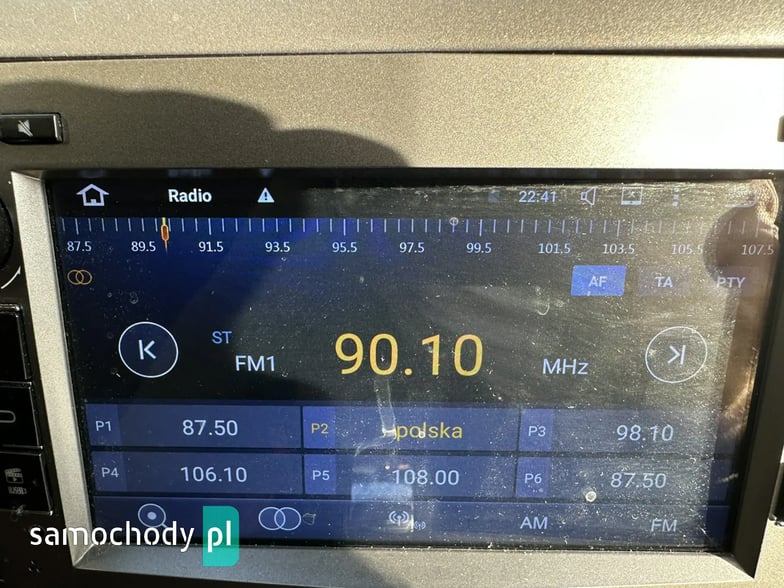 Radio 22:41
87.5 89.5 91.5 93.5 95.5 97.5 99.5 101.5 103.5 105.5 107.5
AF TA PTY
ST
FM1 90.10 MHz
P1 87.50 P2 polska P3 98.10
P4 106.10 P5 108.00 P6 87.50
AM FM
samochody pl